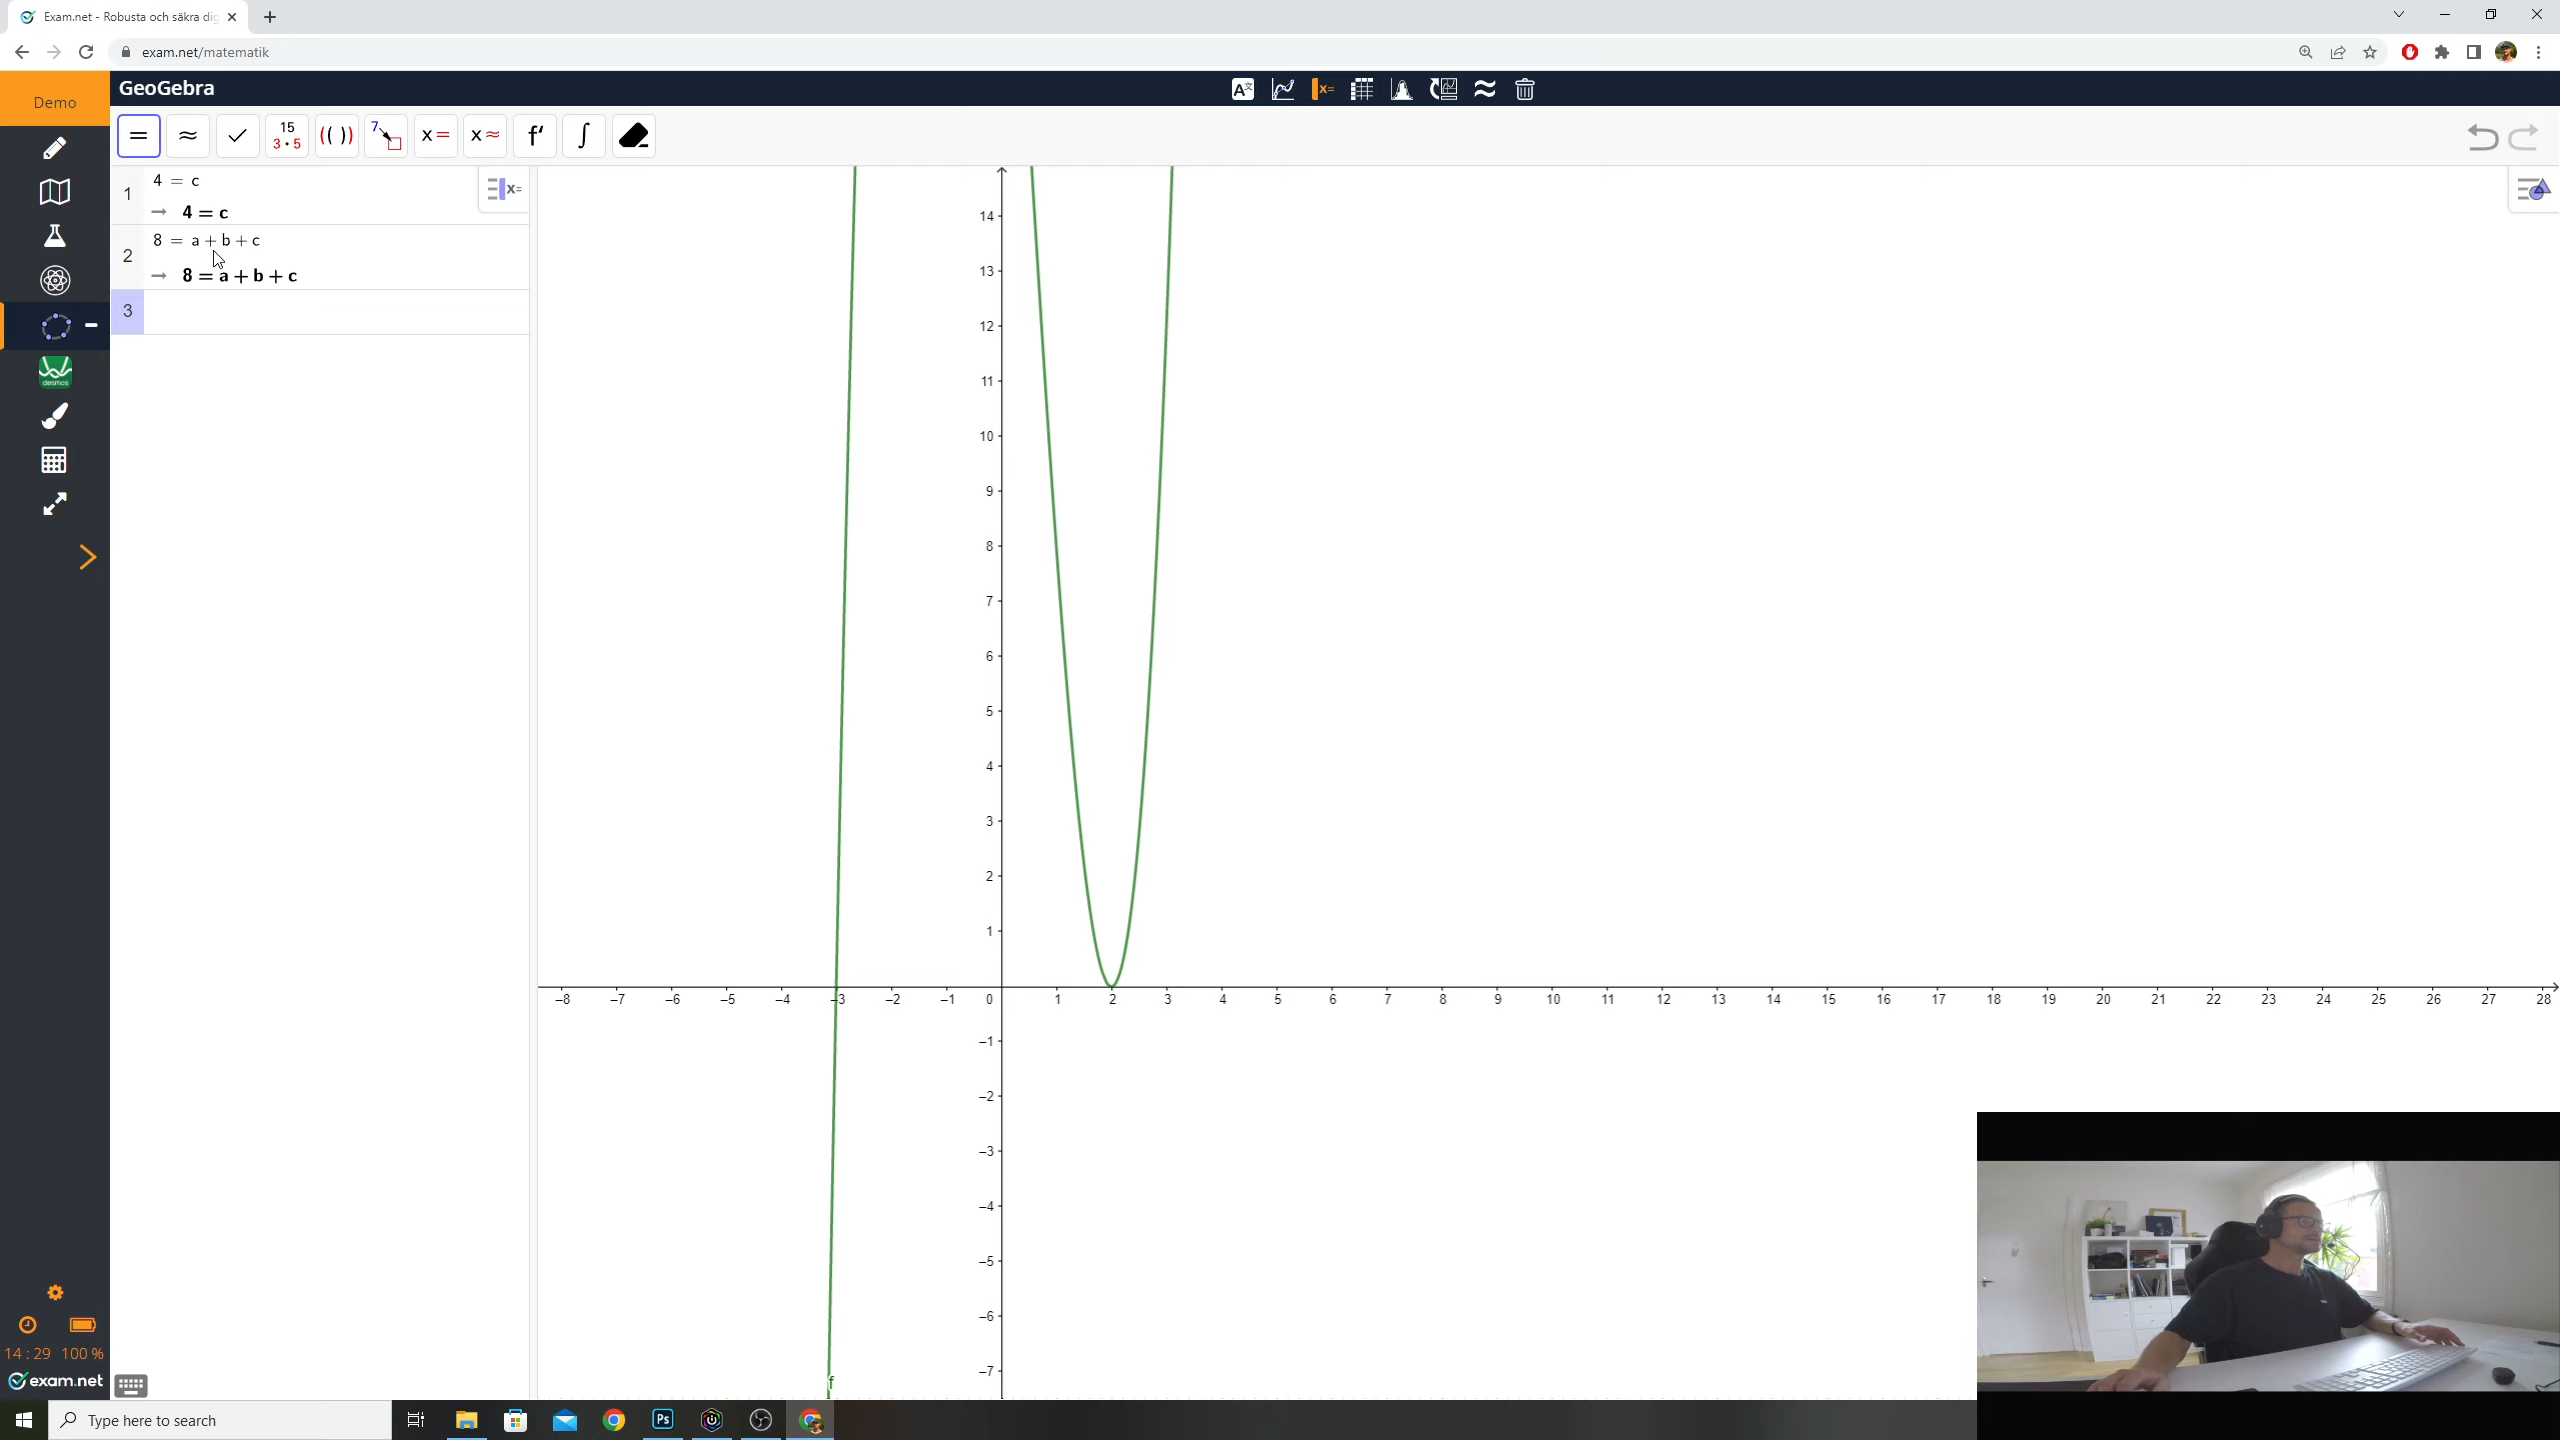 Exam.net - Robusta och säkra dig
exam.net/matematik
Demo
GeoGebra
A
x=
= ≈ ✓ 15 (( )) 7 x = x ≈ f′ ∫
3 · 5
1
4 = c
→ 4 = c
x=
2
8 = a + b + c
→ 8 = a + b + c
3
desmos
14
13
12
11
10
9
8
7
6
5
4
3
2
1
–8 –7 –6 –5 –4 –3 –2 –1 0 1 2 3 4 5 6 7 8 9 10 11 12 13 14 15 16 17 18 19 20 21 22 23 24 25 26 27 28
–1
–2
–3
–4
–5
–6
–7
f
14 : 29 100 %
exam.net
Type here to search
Ps